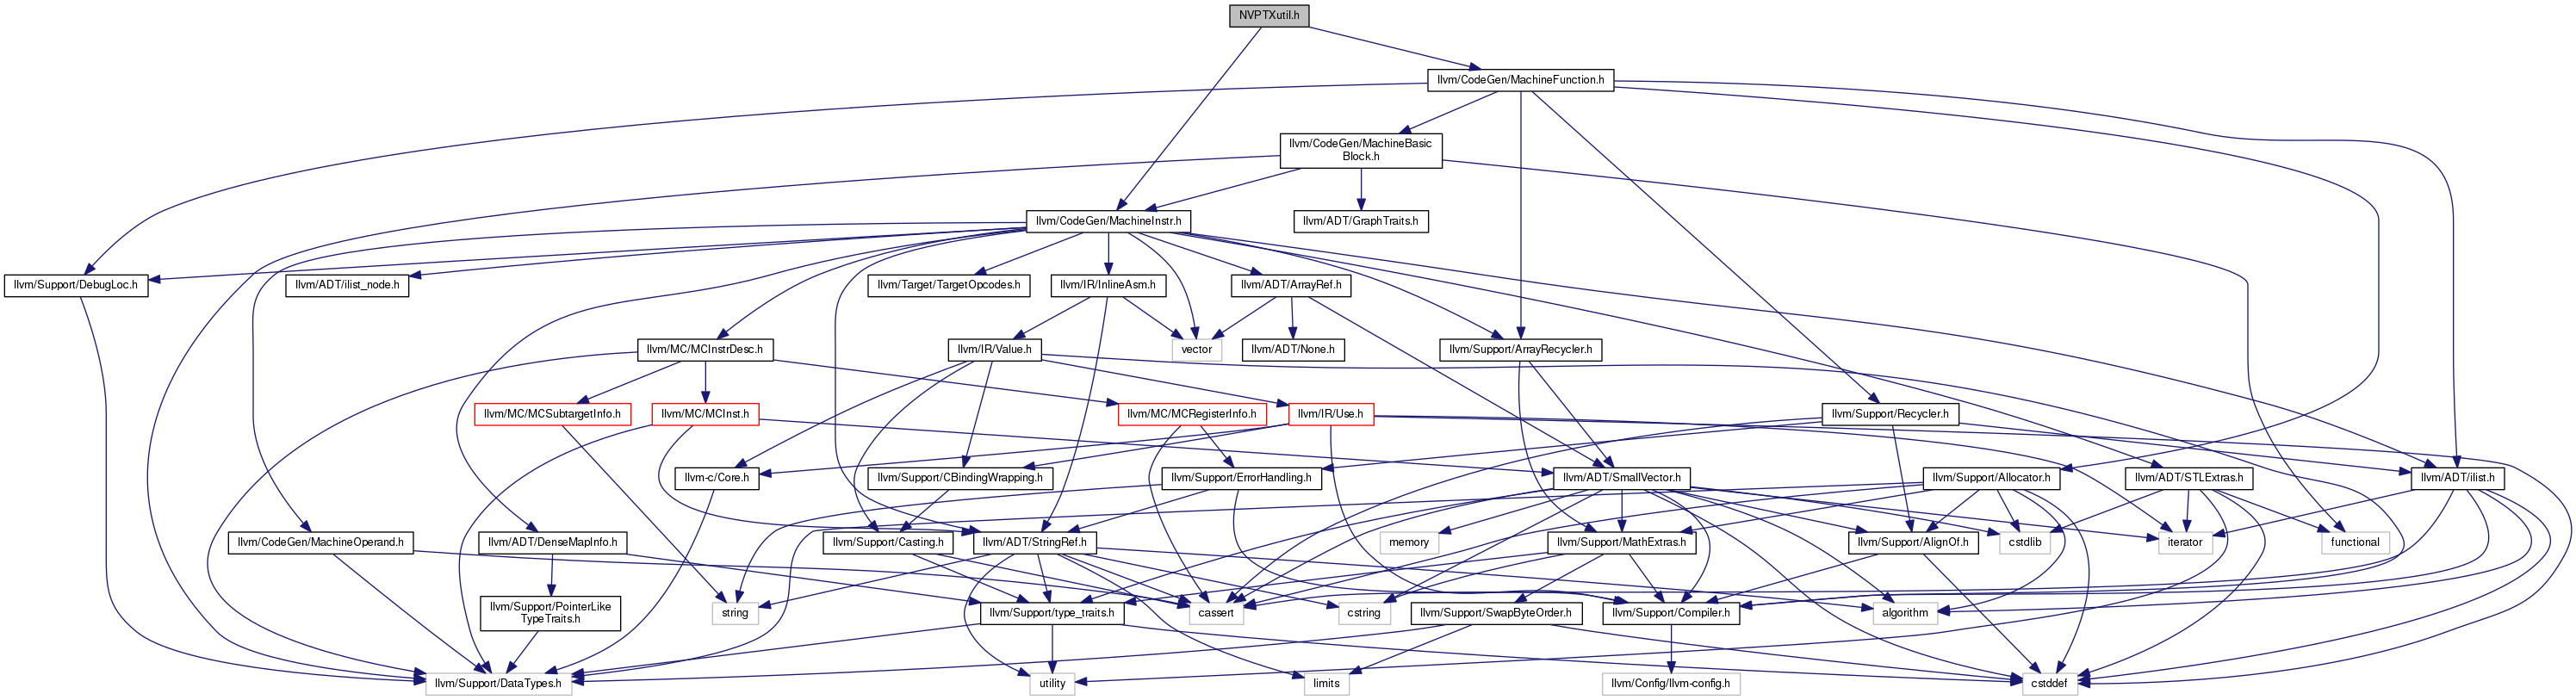 NVPTXutil.h
llvm/CodeGen/MachineFunction.h
llvm/CodeGen/MachineBasic
Block.h
llvm/CodeGen/MachineInstr.h
llvm/ADT/GraphTraits.h
llvm/Support/DebugLoc.h
llvm/ADT/ilist_node.h
llvm/Target/TargetOpcodes.h
llvm/IR/InlineAsm.h
llvm/ADT/ArrayRef.h
llvm/MC/MCInstrDesc.h
llvm/IR/Value.h
vector
llvm/ADT/None.h
llvm/Support/ArrayRecycler.h
llvm/MC/MCSubtargetInfo.h
llvm/MC/MCInst.h
llvm/MC/MCRegisterInfo.h
llvm/IR/Use.h
llvm/Support/Recycler.h
llvm-c/Core.h
llvm/Support/CBindingWrapping.h
llvm/Support/ErrorHandling.h
llvm/ADT/SmallVector.h
llvm/Support/Allocator.h
llvm/ADT/STLExtras.h
llvm/ADT/ilist.h
llvm/CodeGen/MachineOperand.h
llvm/ADT/DenseMapInfo.h
llvm/Support/Casting.h
llvm/ADT/StringRef.h
memory
llvm/Support/MathExtras.h
llvm/Support/AlignOf.h
cstdlib
iterator
functional
llvm/Support/PointerLike
TypeTraits.h
string
llvm/Support/type_traits.h
cassert
cstring
llvm/Support/SwapByteOrder.h
llvm/Support/Compiler.h
algorithm
llvm/Support/DataTypes.h
utility
limits
llvm/Config/llvm-config.h
cstddef